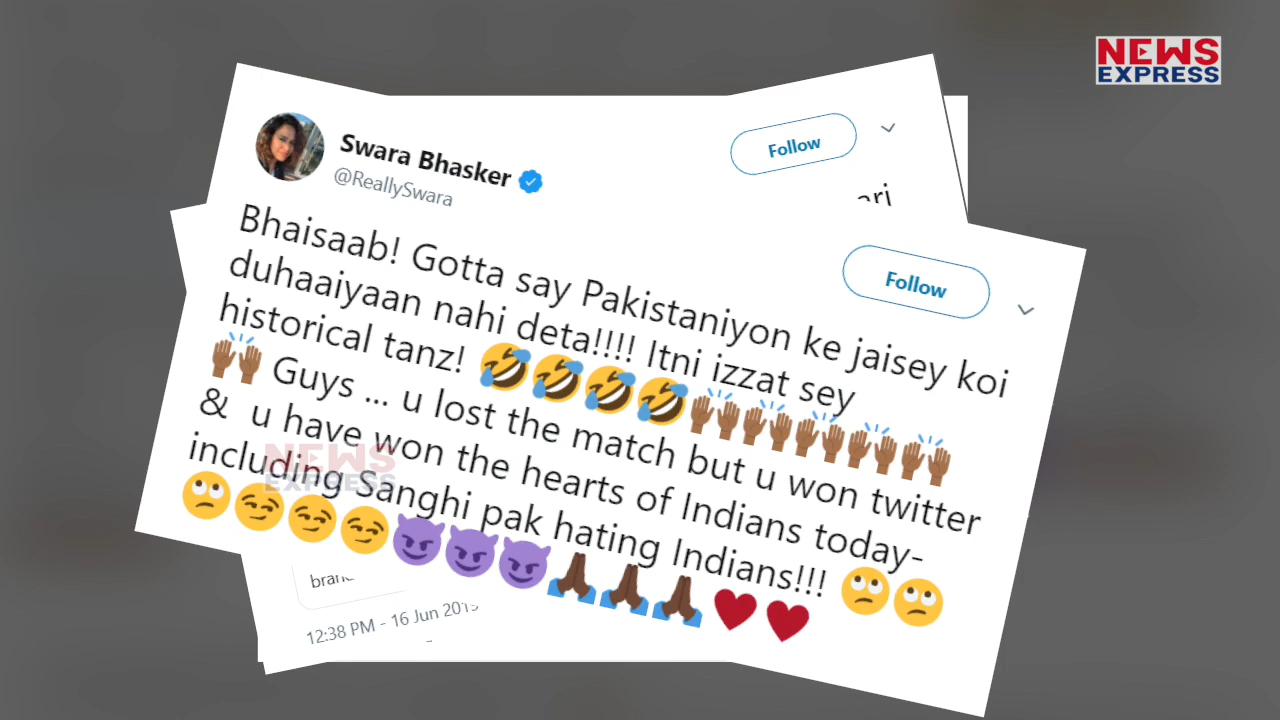 NEWS
EXPRESS
Swara Bhasker
@ReallySwara
Follow
Follow
Bhaisaab! Gotta say Pakistaniyon ke jaisey koi
duhaaiyaan nahi deta!!!! Itni izzat sey
historical tanz! 🤣🤣🤣🤣🙌🏾🙌🏾🙌🏾🙌🏾🙌🏾
🙌🏾 Guys ... u lost the match but u won twitter
& u have won the hearts of Indians today-
including Sanghi pak hating Indians!!! 🙄🙄
🙄😏😏😏😈😈😈🙏🏿🙏🏿🙏🏿♥️♥️
NEWS
EXPRESS
12:38 PM - 16 Jun 2019